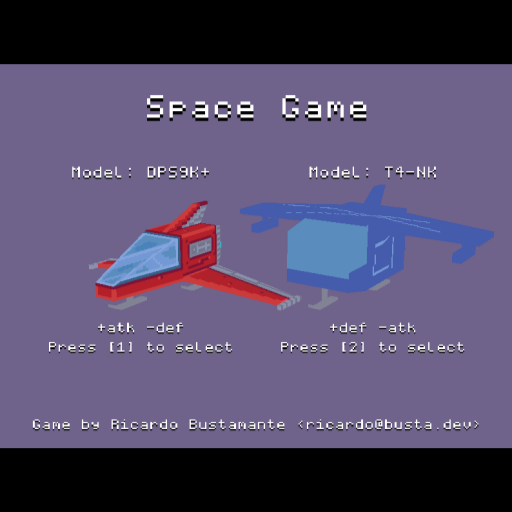 Space Game
Model: DPS9K+
Model: T4-NK
+atk -def
Press [1] to select
+def -atk
Press [2] to select
Game by Ricardo Bustamante <ricardo@busta.dev>